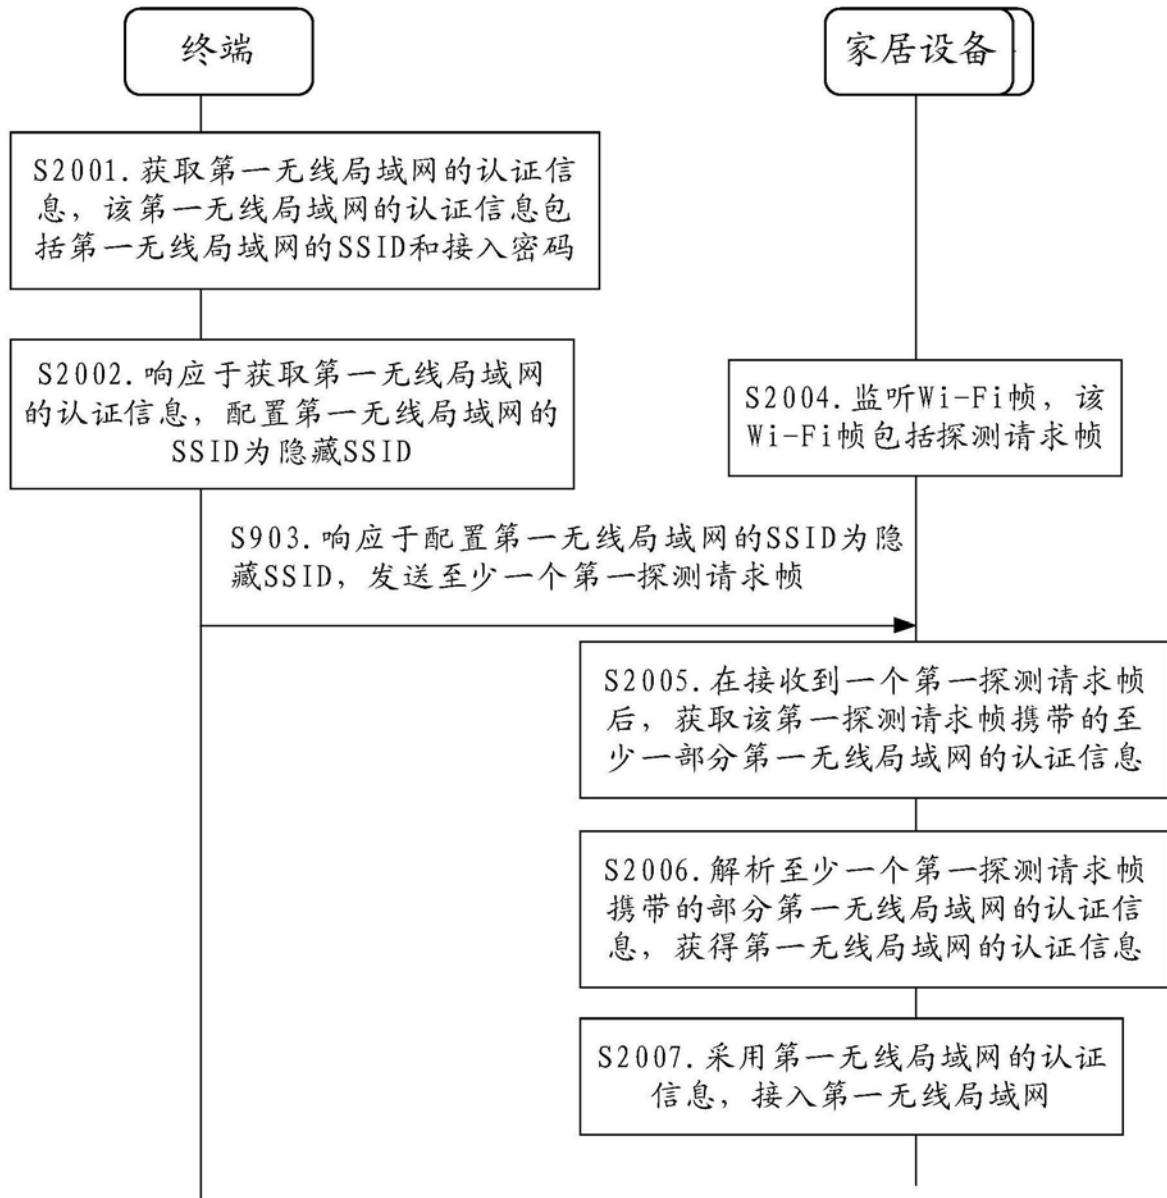 终端
家居设备
S2001.获取第一无线局域网的认证信
息，该第一无线局域网的认证信息包
括第一无线局域网的SSID和接入密码
S2002.响应于获取第一无线局域网
的认证信息，配置第一无线局域网的
SSID为隐藏SSID
S2004.监听Wi-Fi帧，该
Wi-Fi帧包括探测请求帧
S903.响应于配置第一无线局域网的SSID为隐
藏SSID，发送至少一个第一探测请求帧
S2005.在接收到一个第一探测请求帧
后，获取该第一探测请求帧携带的至
少一部分第一无线局域网的认证信息
S2006.解析至少一个第一探测请求帧
携带的部分第一无线局域网的认证信
息，获得第一无线局域网的认证信息
S2007.采用第一无线局域网的认证
信息，接入第一无线局域网